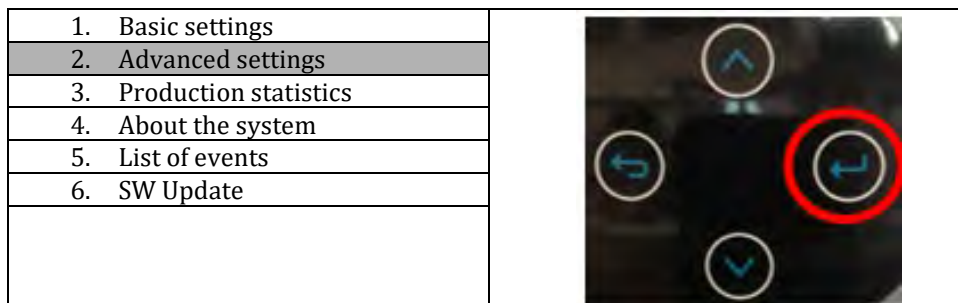 1. Basic settings
2. Advanced settings
3. Production statistics
4. About the system
5. List of events
6. SW Update